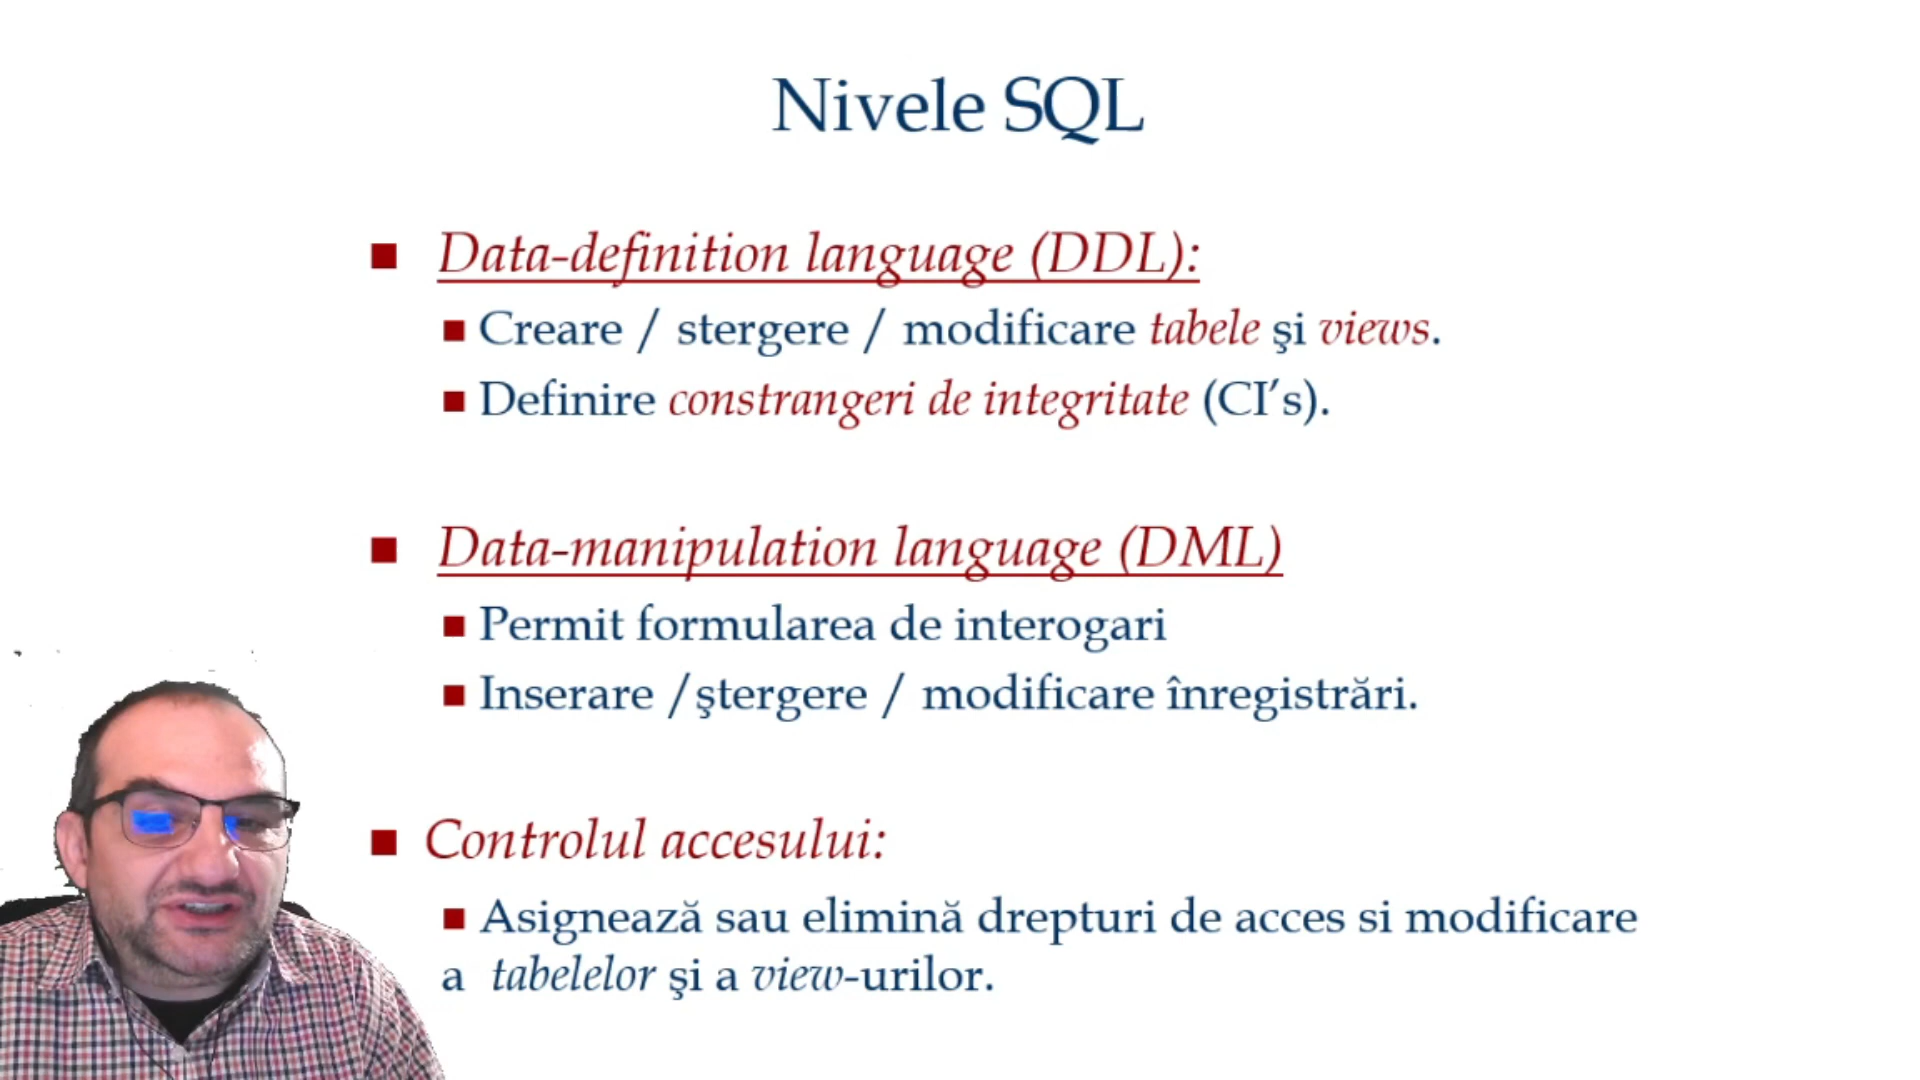 Nivele SQL
Data-definition language (DDL):
Creare / stergere / modificare tabele şi views.
Definire constrangeri de integritate (CI's).
Data-manipulation language (DML)
Permit formularea de interogari
Inserare /ştergere / modificare înregistrări.
Controlul accesului:
Asignează sau elimină drepturi de acces si modificare
a tabelelor şi a view-urilor.